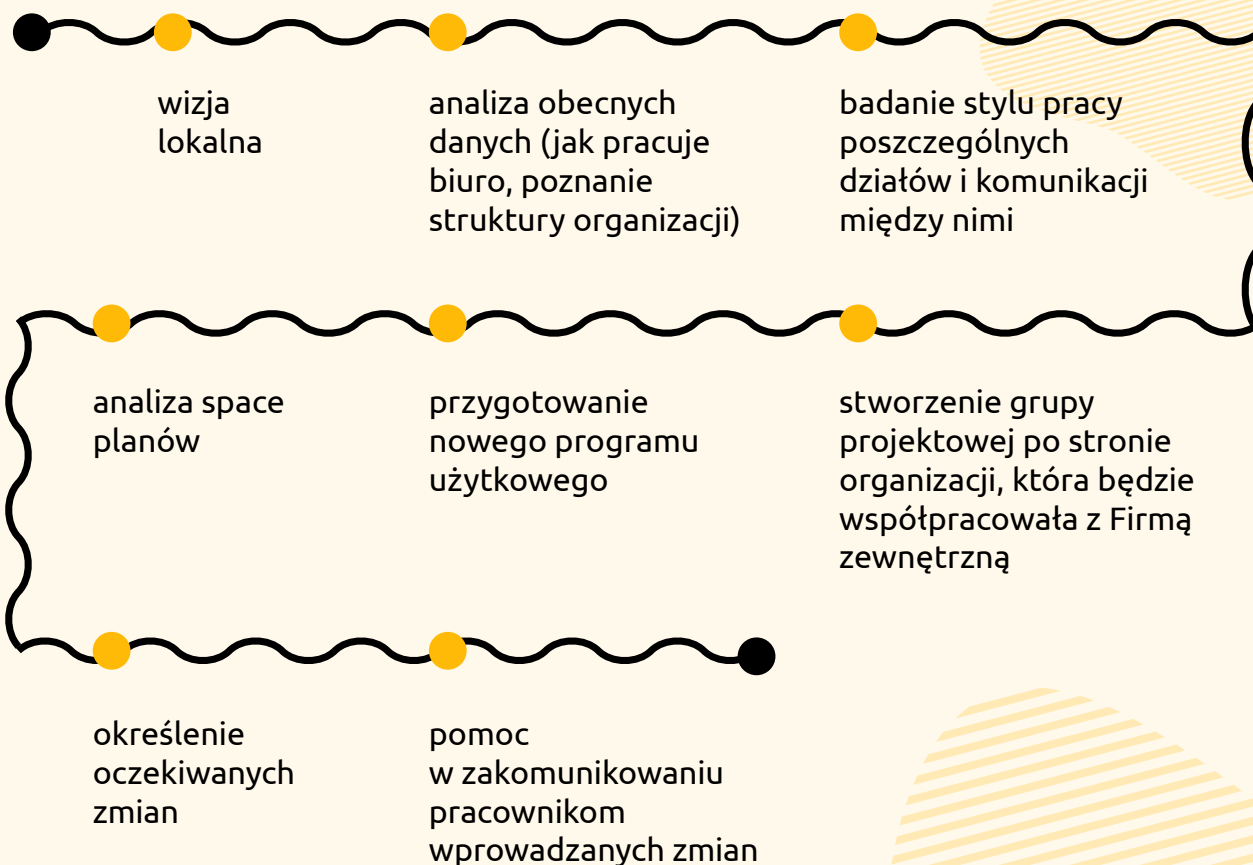 wizja
lokalna
analiza obecnych
danych (jak pracuje
biuro, poznanie
struktury organizacji)
badanie stylu pracy
poszczególnych
działów i komunikacji
między nimi
stworzenie grupy
projektowej po stronie
organizacji, która będzie
współpracowała z Firmą
zewnętrzną
przygotowanie
nowego programu
użytkowego
analiza space
planów
określenie
oczekiwanych
zmian
pomoc
w zakomunikowaniu
pracownikom
wprowadzanych zmian